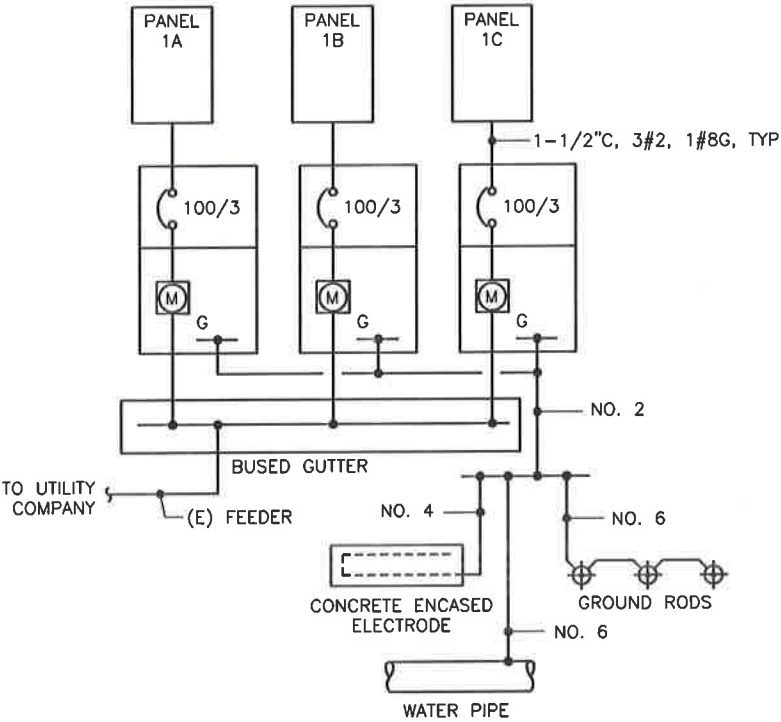 PANEL
1A
PANEL
1B
PANEL
1C
1-1/2"C, 3#2, 1#8G, TYP
100/3
100/3
100/3
M
M
M
G
G
G
NO. 2
BUSED GUTTER
TO UTILITY
COMPANY
(E) FEEDER
NO. 4
NO. 6
CONCRETE ENCASED
ELECTRODE
GROUND RODS
NO. 6
WATER PIPE